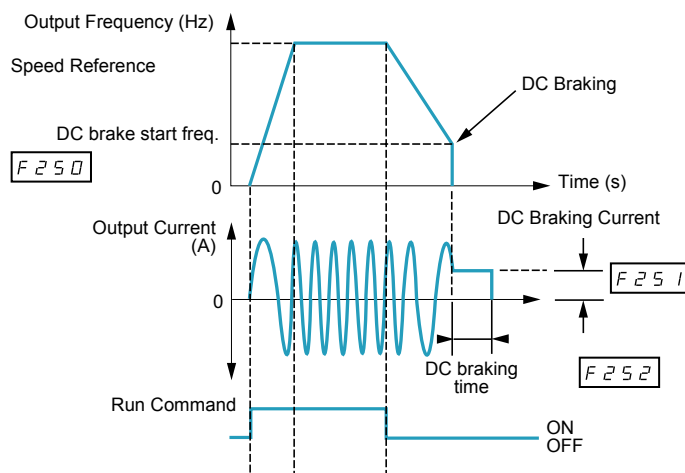 Output Frequency (Hz)
Speed Reference
DC Braking
DC brake start freq.
F250
0
Time (s)
Output Current
(A)
DC Braking Current
F251
0
DC braking
time
F252
Run Command
ON
OFF